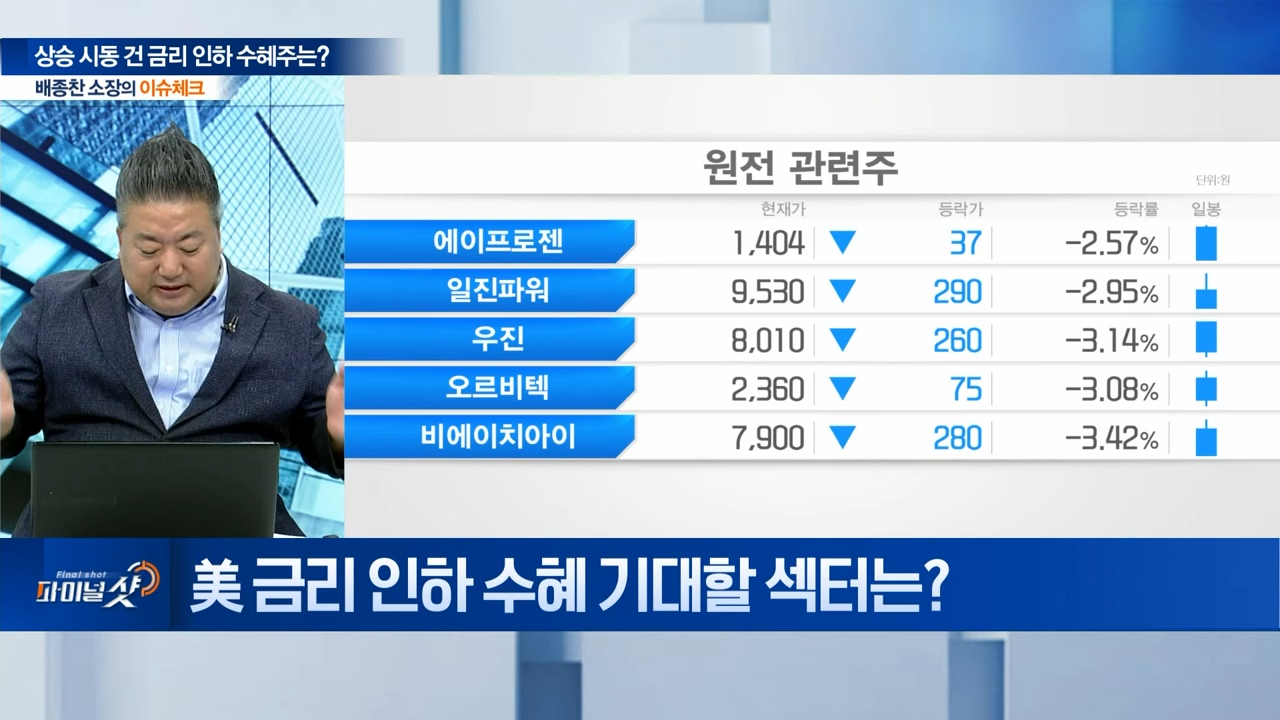 상승 시동 건 금리 인하 수혜주는?
배종찬 소장의 이슈체크
원전 관련주
단위:원
현재가 등락가 등락률 일봉
에이프로젠 1,404 ▼ 37 -2.57%
일진파워 9,530 ▼ 290 -2.95%
우진 8,010 ▼ 260 -3.14%
오르비텍 2,360 ▼ 75 -3.08%
비에이치아이 7,900 ▼ 280 -3.42%
Final shot
파이널샷
美 금리 인하 수혜 기대할 섹터는?